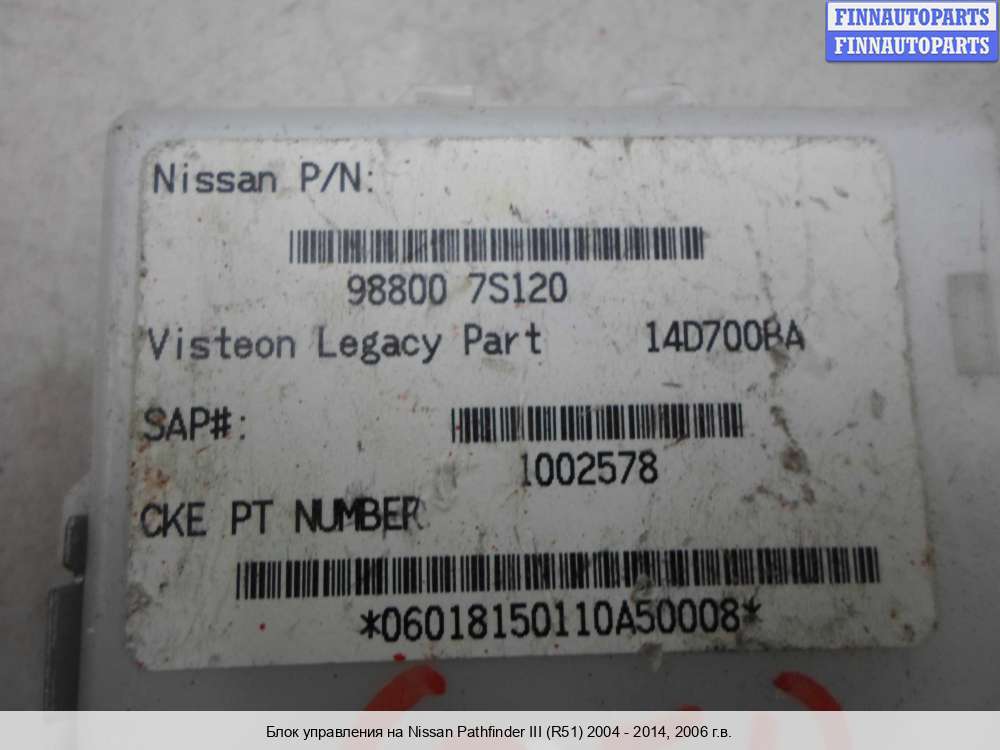 FINNAUTOPARTS
FINNAUTOPARTS
Nissan P/N:
98800 7S120
Visteon Legacy Part 14D700BA
SAP#:
1002578
CKE PT NUMBER
*06018150110A50008*
Блок управления на Nissan Pathfinder III (R51) 2004 - 2014, 2006 г.в.